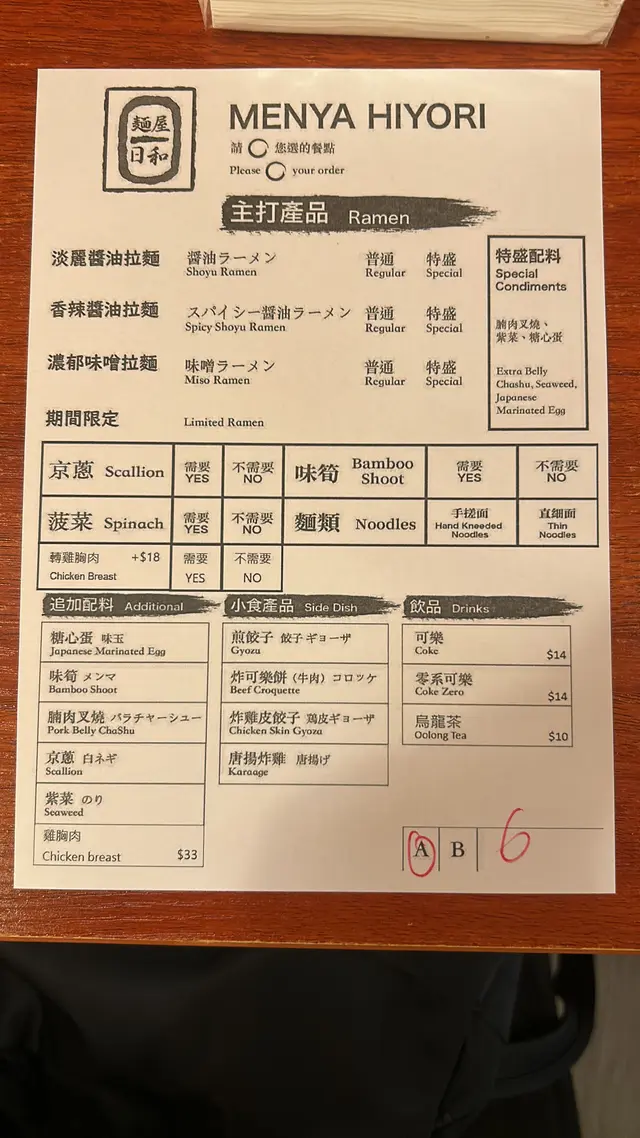 麵屋
日和
MENYA HIYORI
請 ◯ 您選的餐點
Please ◯ your order
主打產品 Ramen
淡麗醬油拉麵 醤油ラーメン 普通 特盛
Shoyu Ramen Regular Special
香辣醬油拉麵 スパイシー醤油ラーメン 普通 特盛
Spicy Shoyu Ramen Regular Special
濃郁味噌拉麵 味噌ラーメン 普通 特盛
Miso Ramen Regular Special
期間限定 Limited Ramen
特盛配料
Special
Condiments
腩肉叉燒、
紫菜、糖心蛋
Extra Belly
Chashu, Seaweed,
Japanese
Marinated Egg
京蔥 Scallion 需要 YES 不需要 NO 味筍 Bamboo Shoot 需要 YES 不需要 NO
菠菜 Spinach 需要 YES 不需要 NO 麵類 Noodles 手搓面 Hand Kneeded Noodles 直細面 Thin Noodles
轉雞胸肉 +$18 需要 不需要
Chicken Breast YES NO
追加配料 Additional
糖心蛋 味玉
Japanese Marinated Egg
味筍 メンマ
Bamboo Shoot
腩肉叉燒 バラチャーシュー
Pork Belly ChaShu
京蔥 白ネギ
Scallion
紫菜 のり
Seaweed
雞胸肉
Chicken breast $33
小食產品 Side Dish
煎餃子 餃子 ギョーザ
Gyozu
炸可樂餅 (牛肉) コロッケ
Beef Croquette
炸雞皮餃子 鶏皮ギョーザ
Chicken Skin Gyoza
唐揚炸雞 唐揚げ
Karaage
飲品 Drinks
可樂
Coke $14
零系可樂
Coke Zero $14
烏龍茶
Oolong Tea $10
A B 6